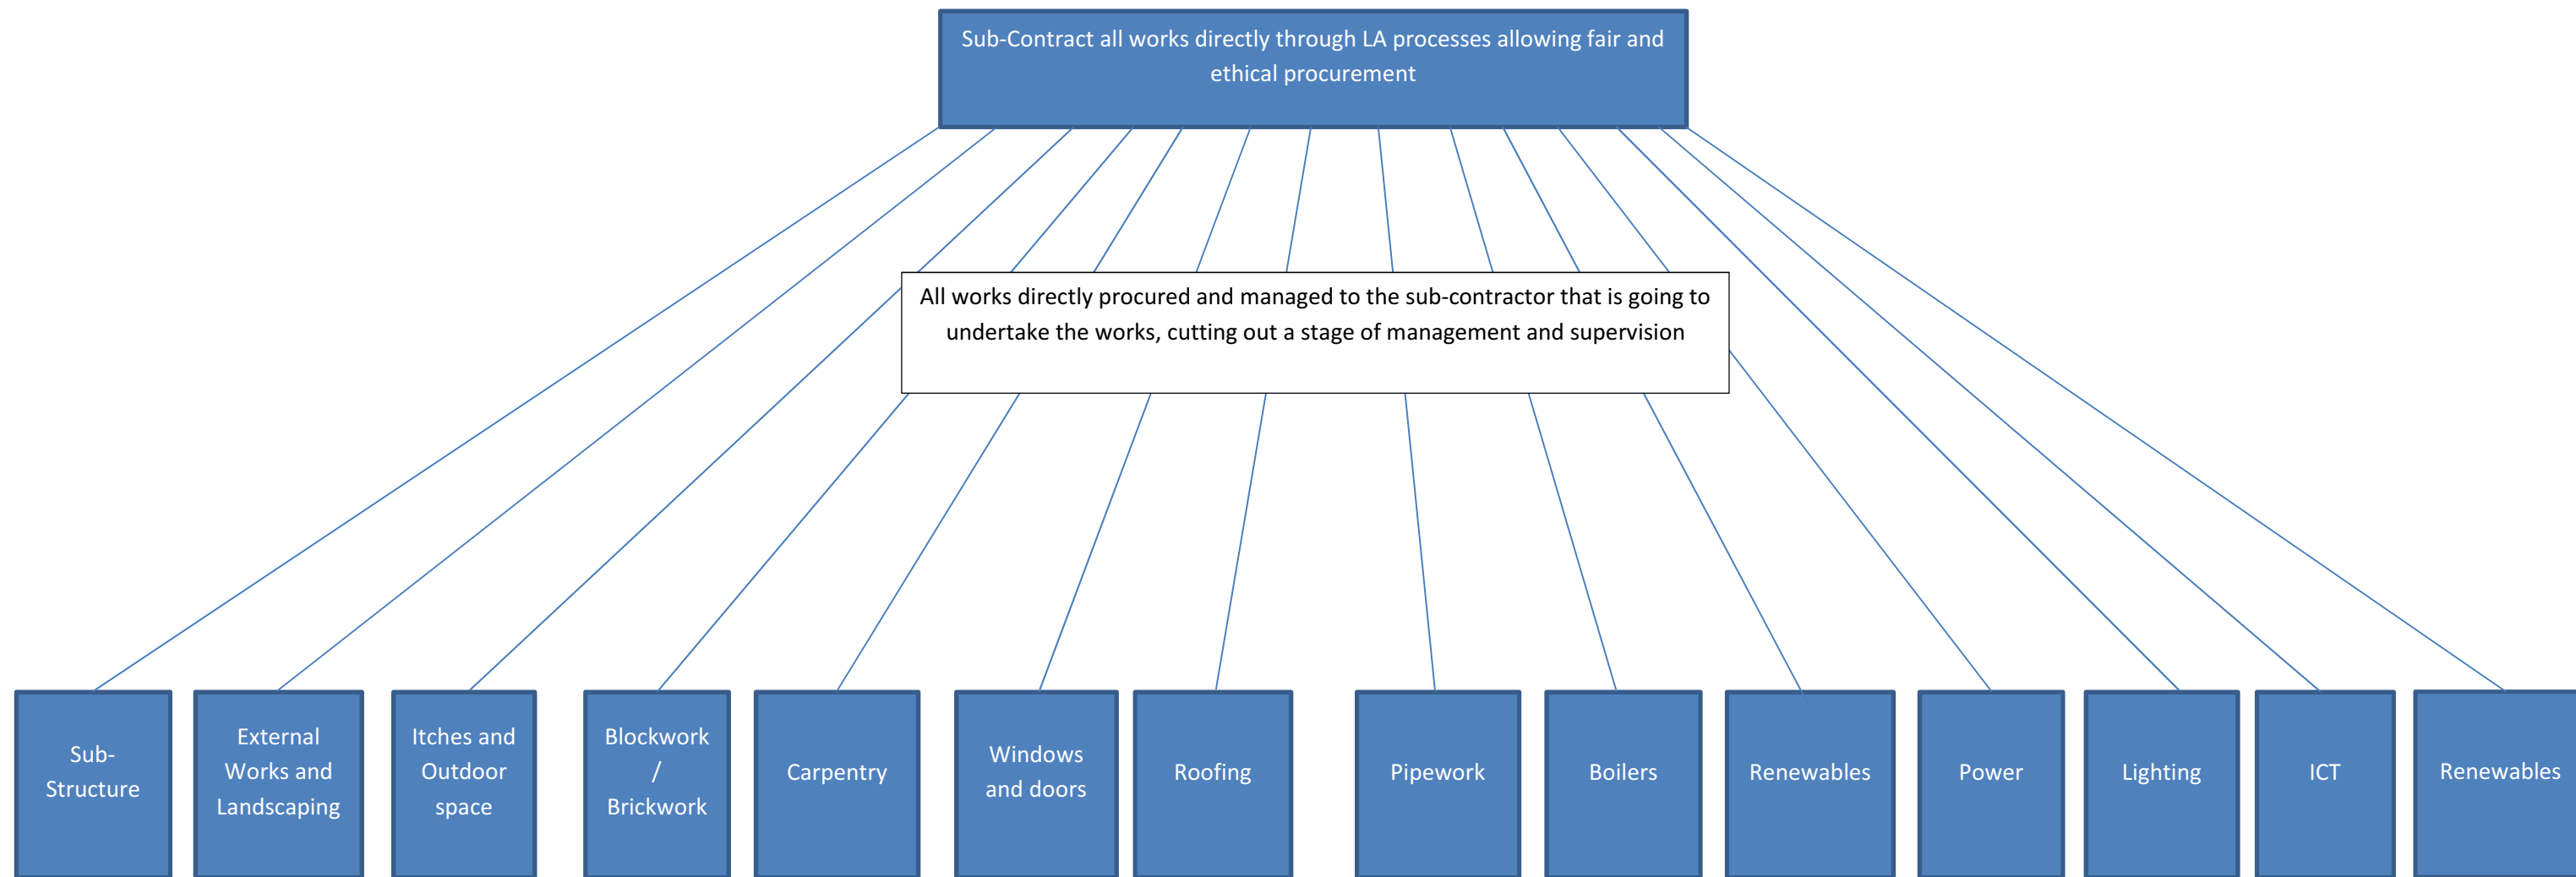 Sub-Contract all works directly through LA processes allowing fair and
ethical procurement
All works directly procured and managed to the sub-contractor that is going to
undertake the works, cutting out a stage of management and supervision
Sub-
Structure
External
Works and
Landscaping
Itches and
Outdoor
space
Blockwork
/
Brickwork
Carpentry
Windows
and doors
Roofing
Pipework
Boilers
Renewables
Power
Lighting
ICT
Renewables